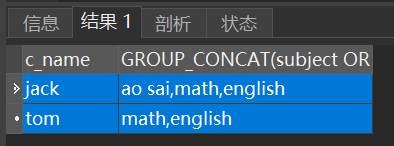 信息 结果 1 剖析 状态
c_name GROUP_CONCAT(subject OR
jack ao sai,math,english
tom math,english